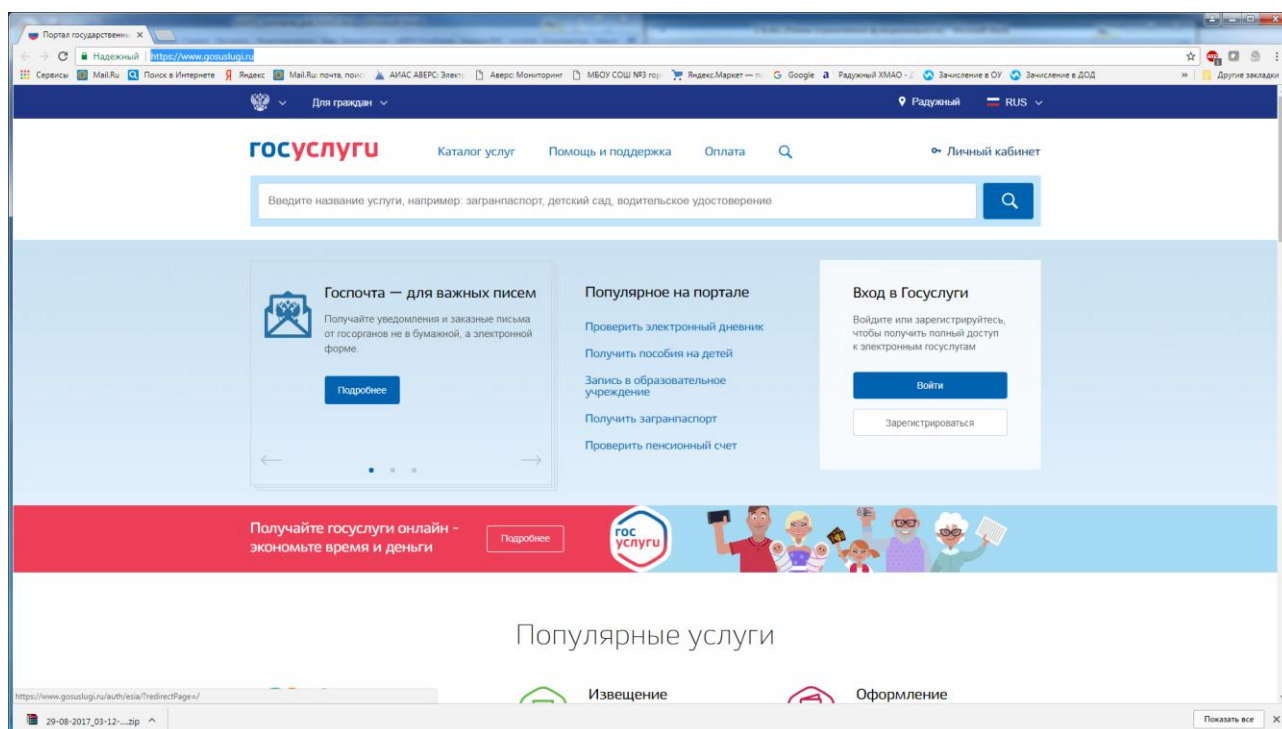 Портал государственны
Надежный https://www.gosuslugi.ru
Сервисы Mail.Ru Поиск в Интернете Яндекс Mail.Ru: почта, поис АИАС АВЕРС: Элект Аверс: Мониторинг МБОУ СОШ №3 гор Яндекс.Маркет — п Google Радужный ХМАО - Зачисление в ОУ Зачисление в ДОД » Другие закладки
Для граждан Радужный RUS
госуслуги Каталог услуг Помощь и поддержка Оплата Личный кабинет
Введите название услуги, например: загранпаспорт, детский сад, водительское удостоверение
Госпочта — для важных писем
Получайте уведомления и заказные письма
от госорганов не в бумажной, а электронной
форме.
Подробнее
Популярное на портале
Проверить электронный дневник
Получить пособия на детей
Запись в образовательное
учреждение
Получить загранпаспорт
Проверить пенсионный счет
Вход в Госуслуги
Войдите или зарегистрируйтесь,
чтобы получить полный доступ
к электронным госуслугам
Войти
Зарегистрироваться
Получайте госуслуги онлайн -
экономьте время и деньги
Подробнее
гос
услуги
Популярные услуги
Извещение Оформление
https://www.gosuslugi.ru/auth/esia/?redirectPage=/
29-08-2017_03-12-....zip Показать все